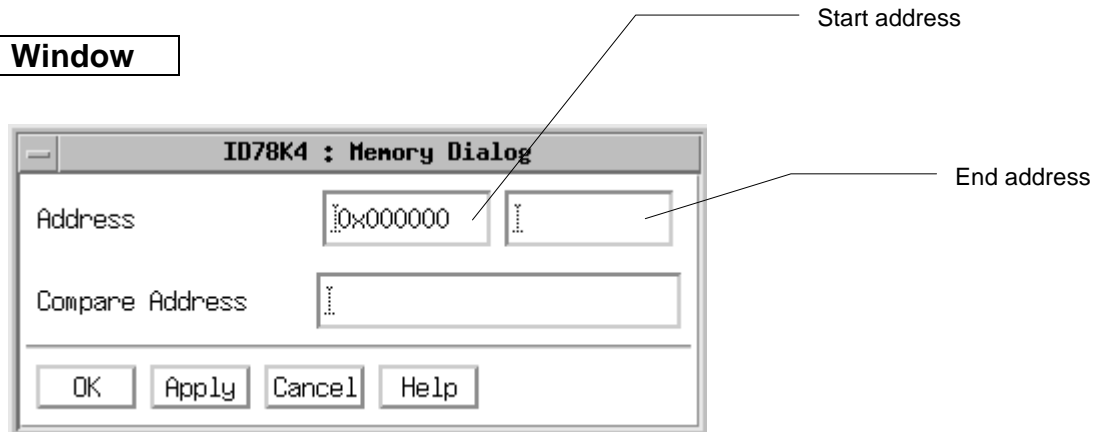 Start address
Window
ID78K4 : Memory Dialog
End address
Address 0x000000
Compare Address
OK Apply Cancel Help